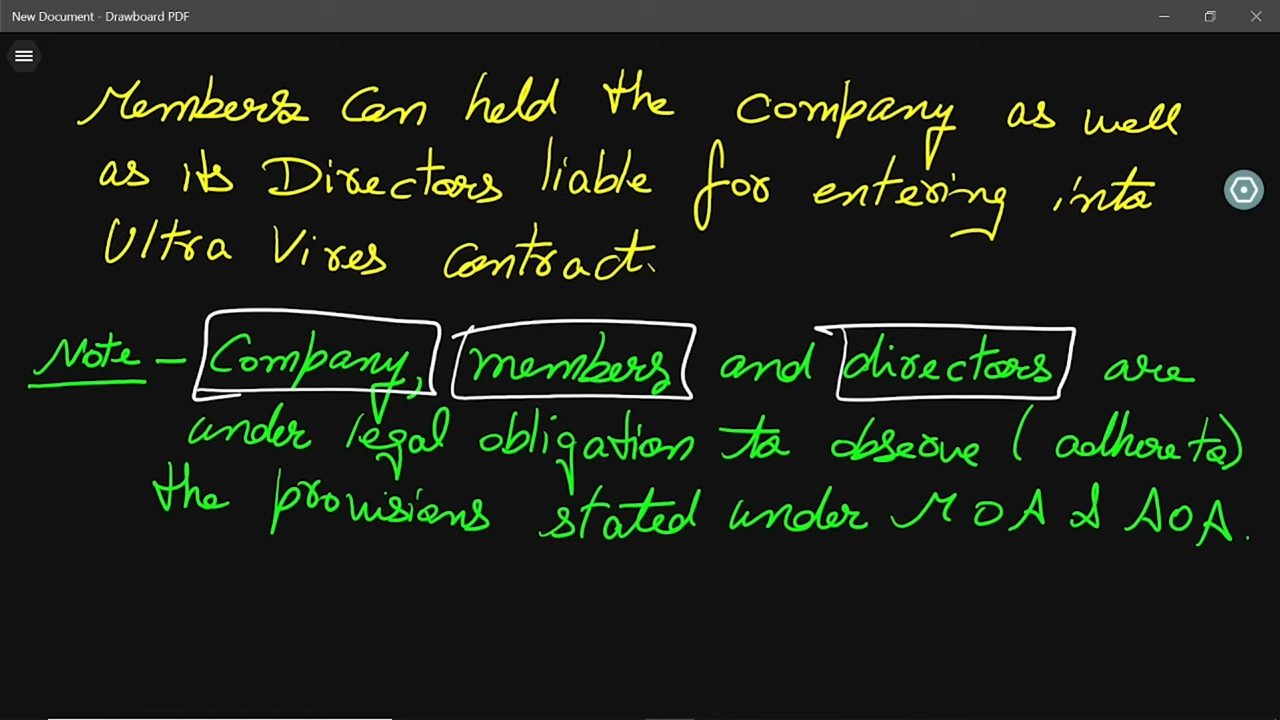 New Document - Drawboard PDF
Members can held the company as well
as its Directors liable for entering into
Ultra Vires contract.
Note - Company, members and directors are
under legal obligation to observe ( adhere to )
the provisions stated under MOA & AOA.